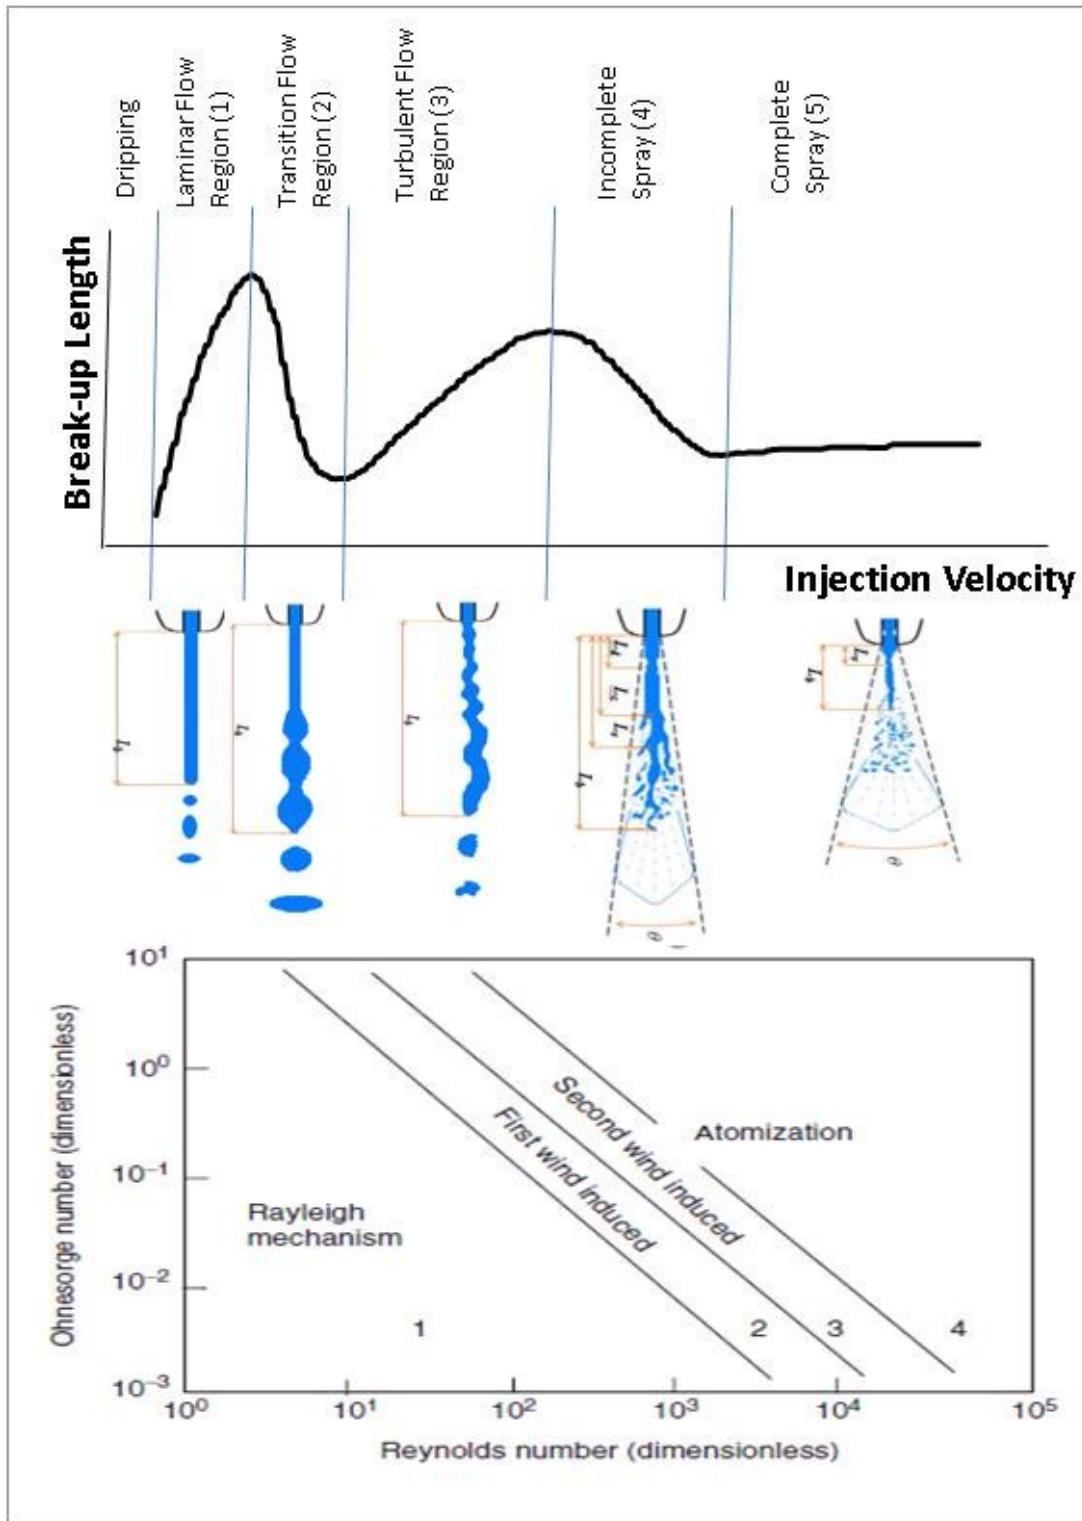 Dripping
Laminar Flow
Region (1)
Transition Flow
Region (2)
Turbulent Flow
Region (3)
Incomplete
Spray (4)
Complete
Spray (5)
Break-up Length
Injection Velocity
L₁
θ
θ
10¹
10⁰
10⁻¹
10⁻²
10⁻³
Ohnesorge number (dimensionless)
Rayleigh
mechanism
First wind induced
Second wind induced
Atomization
1
2
3
4
10⁰
10¹
10²
10³
10⁴
10⁵
Reynolds number (dimensionless)